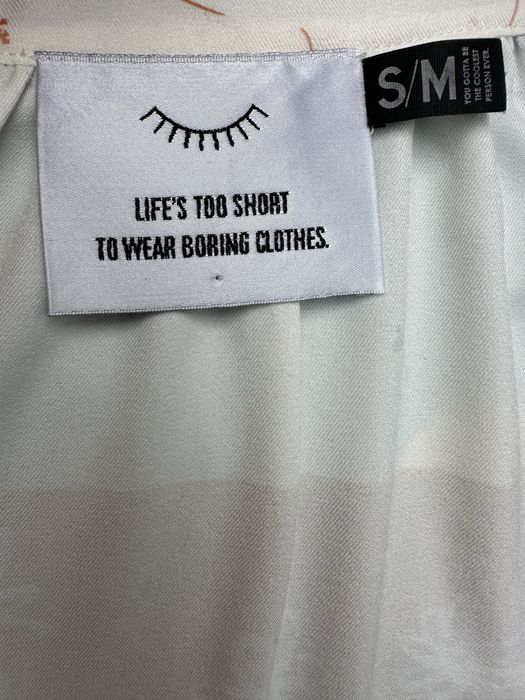 LIFE'S TOO SHORT
TO WEAR BORING CLOTHES.
S/M
YOU GOTTA BE
THE COOLEST
PERSON EVER.